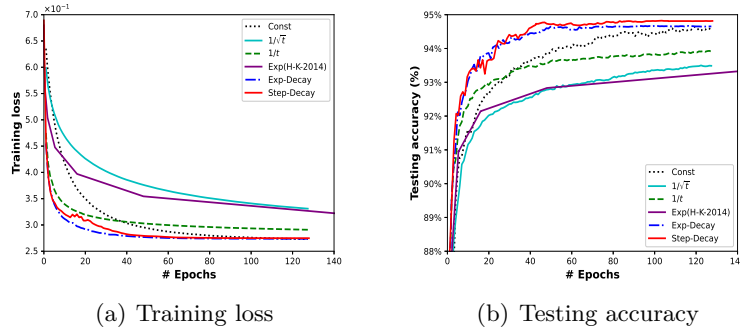 ×10⁻¹
7.5
7.0
6.5
6.0
5.5
5.0
4.5
4.0
3.5
3.0
2.5
0 20 40 60 80 100 120 140
Training loss
# Epochs
Const
1/√t
1/t
Exp(H-K-2014)
Exp-Decay
Step-Decay
(a) Training loss
95%
94%
93%
92%
91%
90%
89%
88%
0 20 40 60 80 100 120 140
Testing accuracy (%)
# Epochs
Const
1/√t
1/t
Exp(H-K-2014)
Exp-Decay
Step-Decay
(b) Testing accuracy